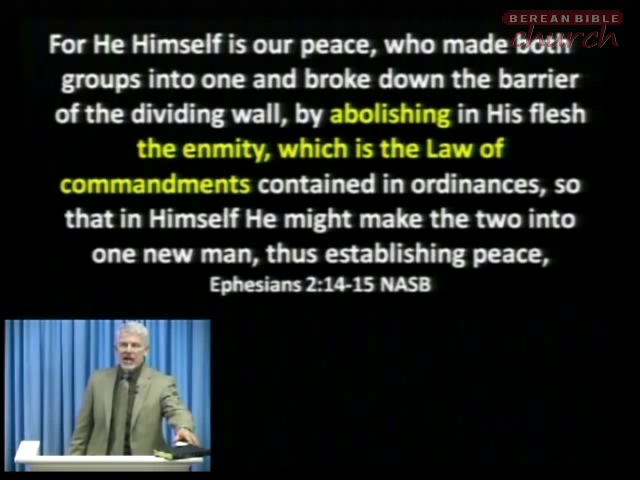 BEREAN BIBLE
church
For He Himself is our peace, who made both
groups into one and broke down the barrier
of the dividing wall, by abolishing in His flesh
the enmity, which is the Law of
commandments contained in ordinances, so
that in Himself He might make the two into
one new man, thus establishing peace,
Ephesians 2:14-15 NASB